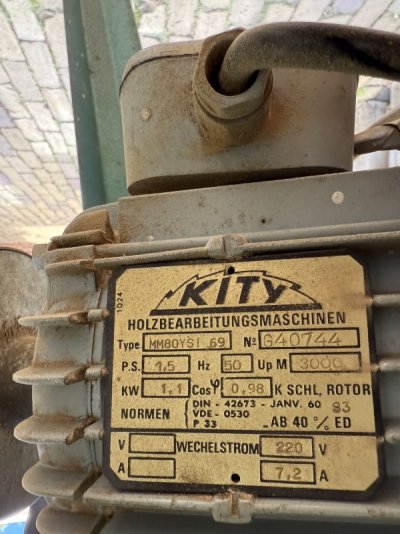 1024
KITY
HOLZBEARBEITUNGSMASCHINEN
Type MM80YSI 69 Nº G40744
P.S. 1,5 Hz 50 Up M 3000
KW 1,1 Cos φ 0,98 K SCHL, ROTOR
NORMEN DIN - 42673 - JANV. 60 S3
VDE - 0530
P 33 AB 40 % ED
V WECHELSTROM 220 V
A 7,2 A